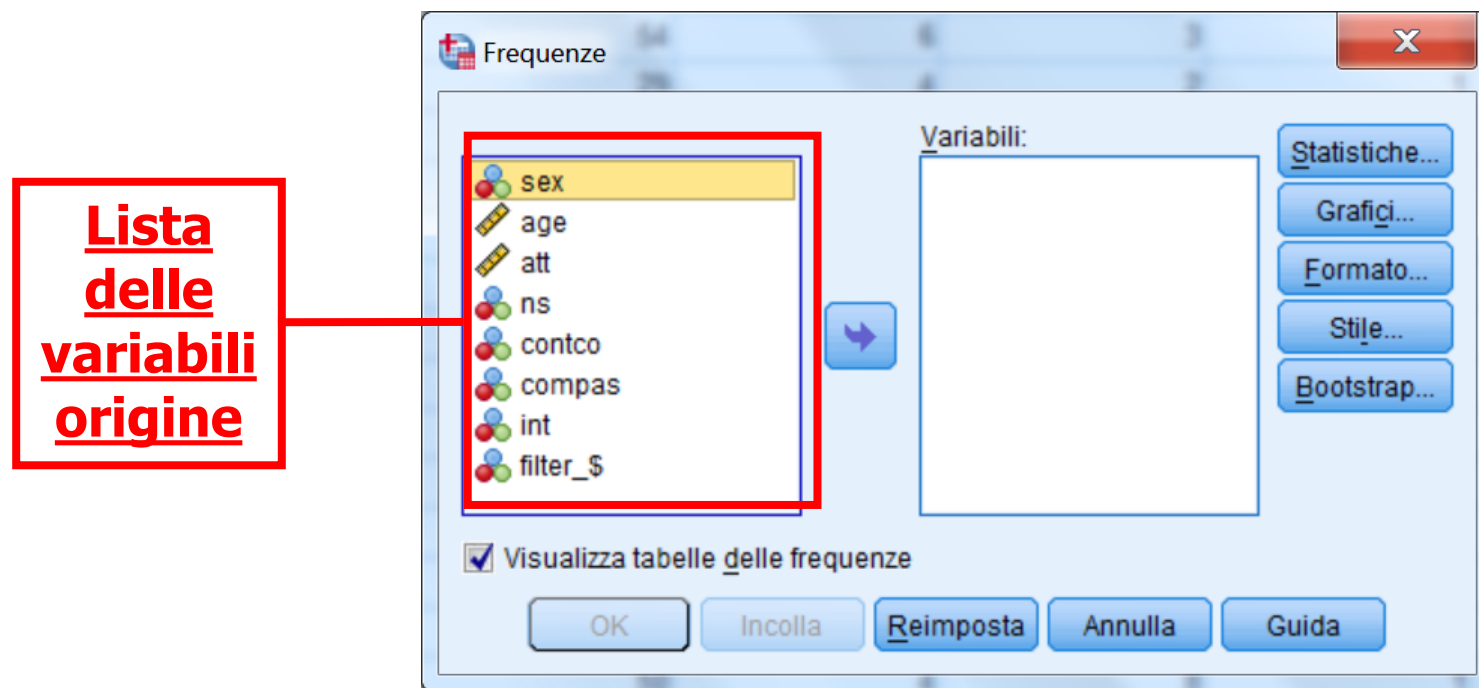 Frequenze
Lista
delle
variabili
origine
sex
age
att
ns
contco
compas
int
filter_$
Variabili:
Statistiche...
Grafici...
Formato...
Stile...
Bootstrap...
Visualizza tabelle delle frequenze
OK
Incolla
Reimposta
Annulla
Guida